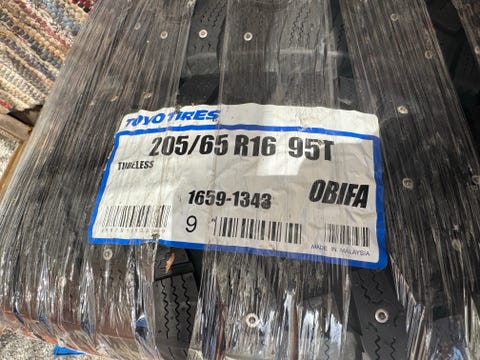 TOYO TIRES
205/65 R16 95T
TUBELESS
1659-1343
OBIFA
9
MADE IN MALAYSIA